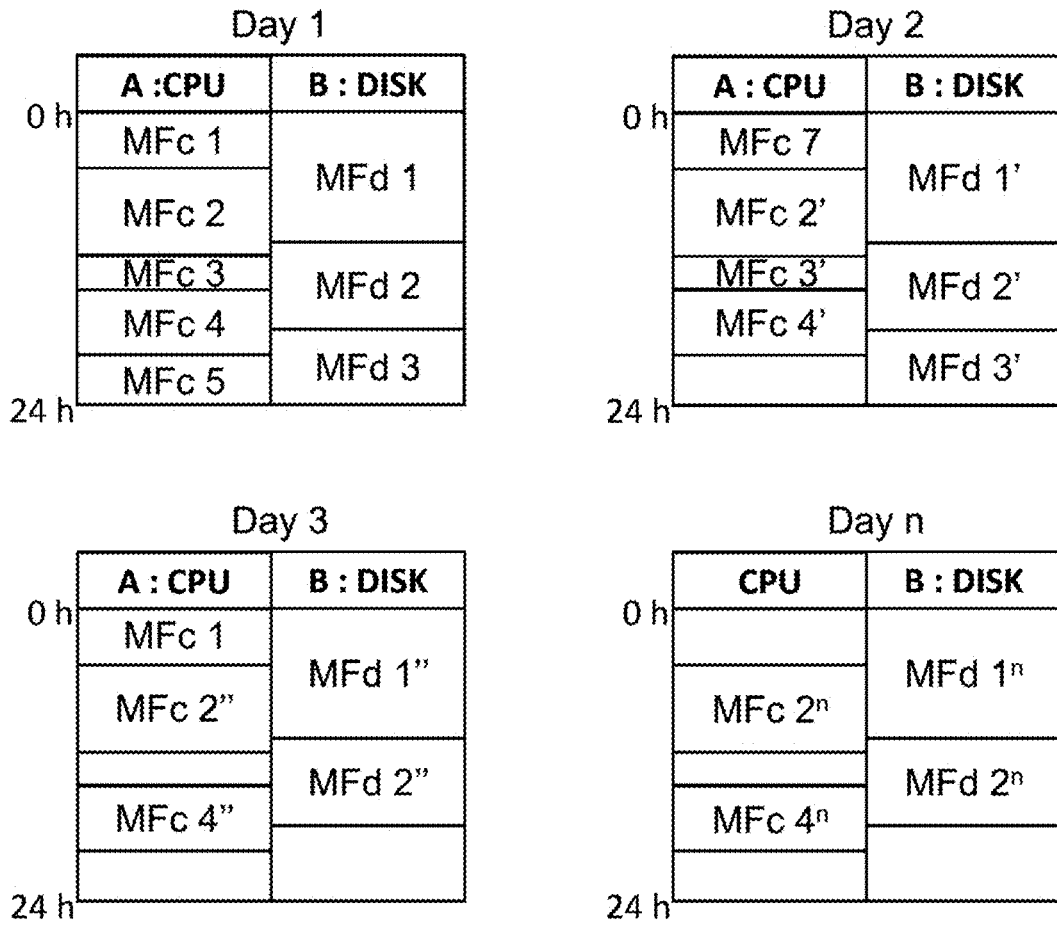 Day 1
A :CPU B : DISK
0 h
MFc 1
MFd 1
MFc 2
MFc 3
MFd 2
MFc 4
MFd 3
MFc 5
24 h
Day 2
A : CPU B : DISK
0 h
MFc 7
MFd 1’
MFc 2’
MFc 3’
MFd 2’
MFc 4’
MFd 3’
24 h
Day 3
A : CPU B : DISK
0 h
MFc 1
MFd 1”
MFc 2”
MFd 2”
MFc 4”
24 h
Day n
CPU B : DISK
0 h
MFd 1ⁿ
MFc 2ⁿ
MFd 2ⁿ
MFc 4ⁿ
24 h